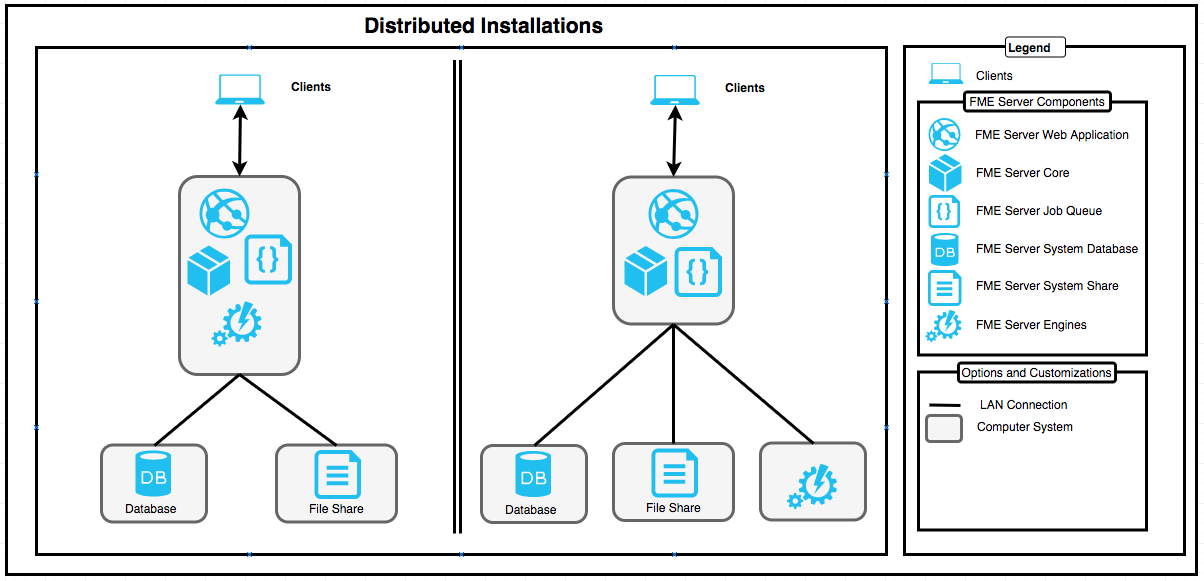 Distributed Installations
Clients
Clients
{}
{}
DB
Database
File Share
DB
Database
File Share
Legend
Clients
FME Server Components
FME Server Web Application
FME Server Core
{} FME Server Job Queue
DB FME Server System Database
FME Server System Share
FME Server Engines
Options and Customizations
LAN Connection
Computer System